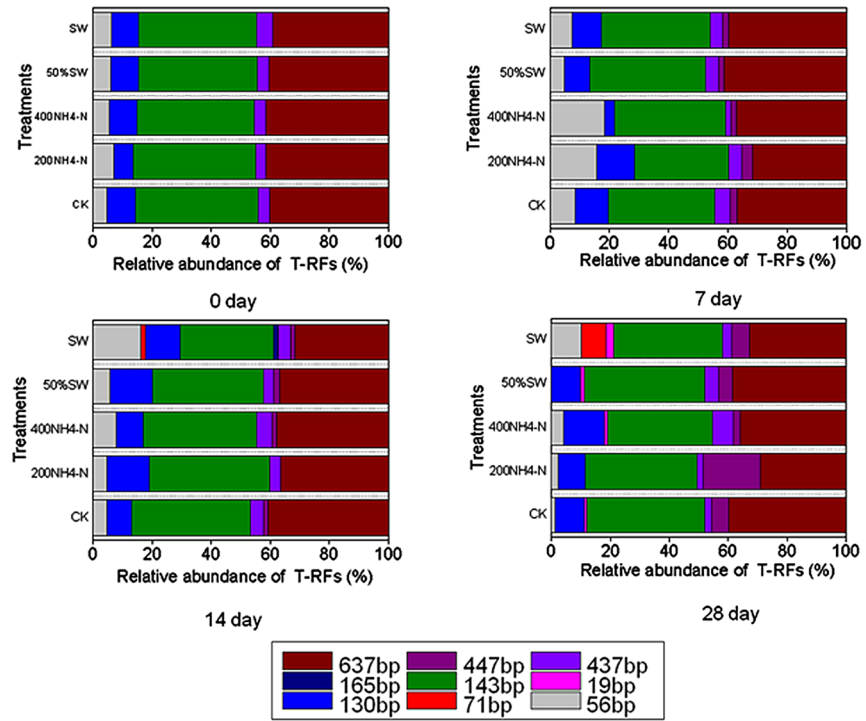 Treatments
SW
50%SW
400NH4-N
200NH4-N
CK
0 20 40 60 80 100
Relative abundance of T-RFs (%)
0 day
SW
50%SW
400NH4-N
200NH4-N
CK
0 20 40 60 80 100
Treatments
Relative abundance of T-RFs (%)
7 day
Treatments
SW
50%SW
400NH4-N
200NH4-N
CK
0 20 40 60 80 100
Relative abundance of T-RFs (%)
14 day
Treatments
SW
50%SW
400NH4-N
200NH4-N
CK
0 20 40 60 80 100
Relative abundance of T-RFs (%)
28 day
637bp 447bp 437bp
165bp 143bp 19bp
130bp 71bp 56bp